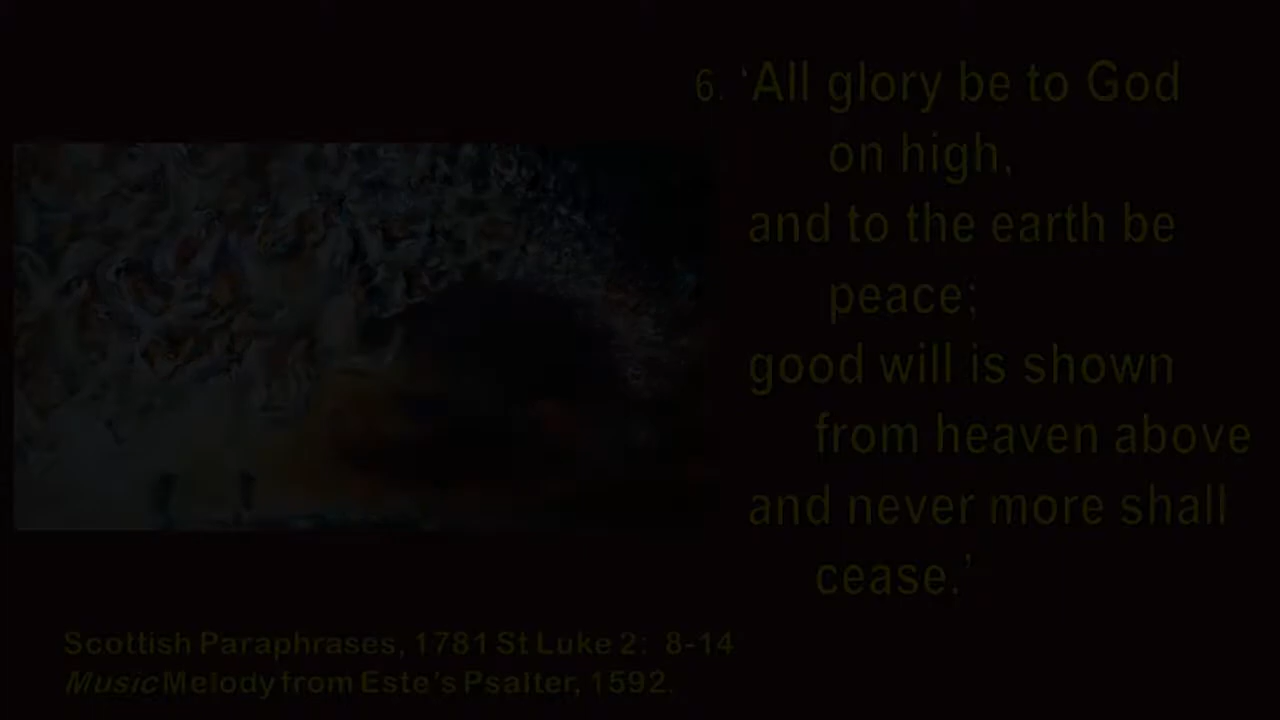 6. ‘All glory be to God
on high,
and to the earth be
peace;
good will is shown
from heaven above
and never more shall
cease.’
Scottish Paraphrases, 1781 St Luke 2: 8-14
Music Melody from Este’s Psalter, 1592.